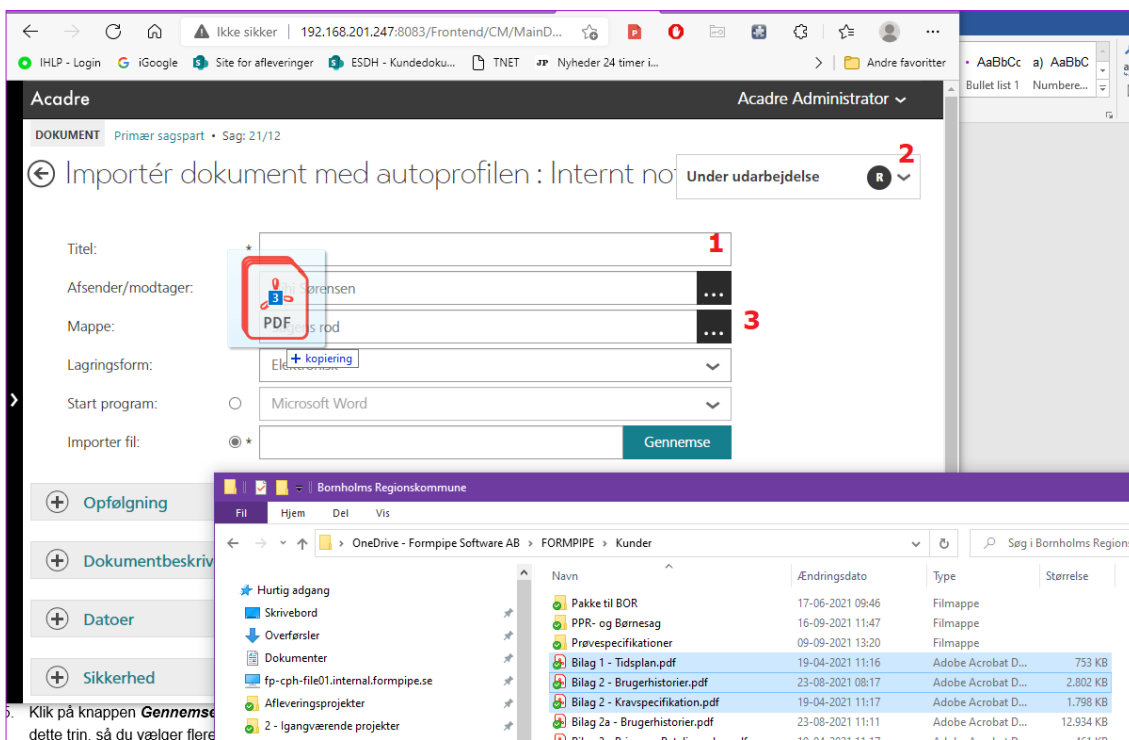 Ikke sikker | 192.168.201.247:8083/Frontend/CM/MainD...
IHLP - Login iGoogle Site for afleveringer ESDH - Kundedoku... TNET JP Nyheder 24 timer i... Andre favoritter
AaBbCc a) AaBbC
Bullet list 1 Numbere...
Acadre Acadre Administrator
DOKUMENT Primær sagspart • Sag: 21/12
Importér dokument med autoprofilen : Internt no
Under udarbejdelse R 2
Titel: * 1
Afsender/modtager: Sørensen ...
Mappe: rod ... 3
3
PDF
+ kopiering
Lagringsform:
Start program: Microsoft Word
Importer fil: * Gennemse
Opfølgning
Dokumentbeskriv
Datoer
Sikkerhed
Klik på knappen Gennemse
dette trin, så du vælger flere
Bornholms Regionskommune
Fil Hjem Del Vis
OneDrive - Formpipe Software AB > FORMPIPE > Kunder Søg i Bornholms Region
Hurtig adgang
Skrivebord
Overførsler
Dokumenter
fp-cph-file01.internal.formpipe.se
Afleveringsprojekter
2 - Igangværende projekter
Navn Ændringsdato Type Størrelse
Pakke til BOR 17-06-2021 09:46 Filmappe
PPR- og Børnesag 16-09-2021 11:47 Filmappe
Prøvespecifikationer 09-09-2021 13:20 Filmappe
Bilag 1 - Tidsplan.pdf 19-04-2021 11:16 Adobe Acrobat D... 753 KB
Bilag 2 - Brugerhistorier.pdf 23-08-2021 08:17 Adobe Acrobat D... 2.802 KB
Bilag 2 - Kravspecifikation.pdf 19-04-2021 11:17 Adobe Acrobat D... 1.798 KB
Bilag 2a - Brugerhistorier.pdf 23-08-2021 11:11 Adobe Acrobat D... 12.934 KB